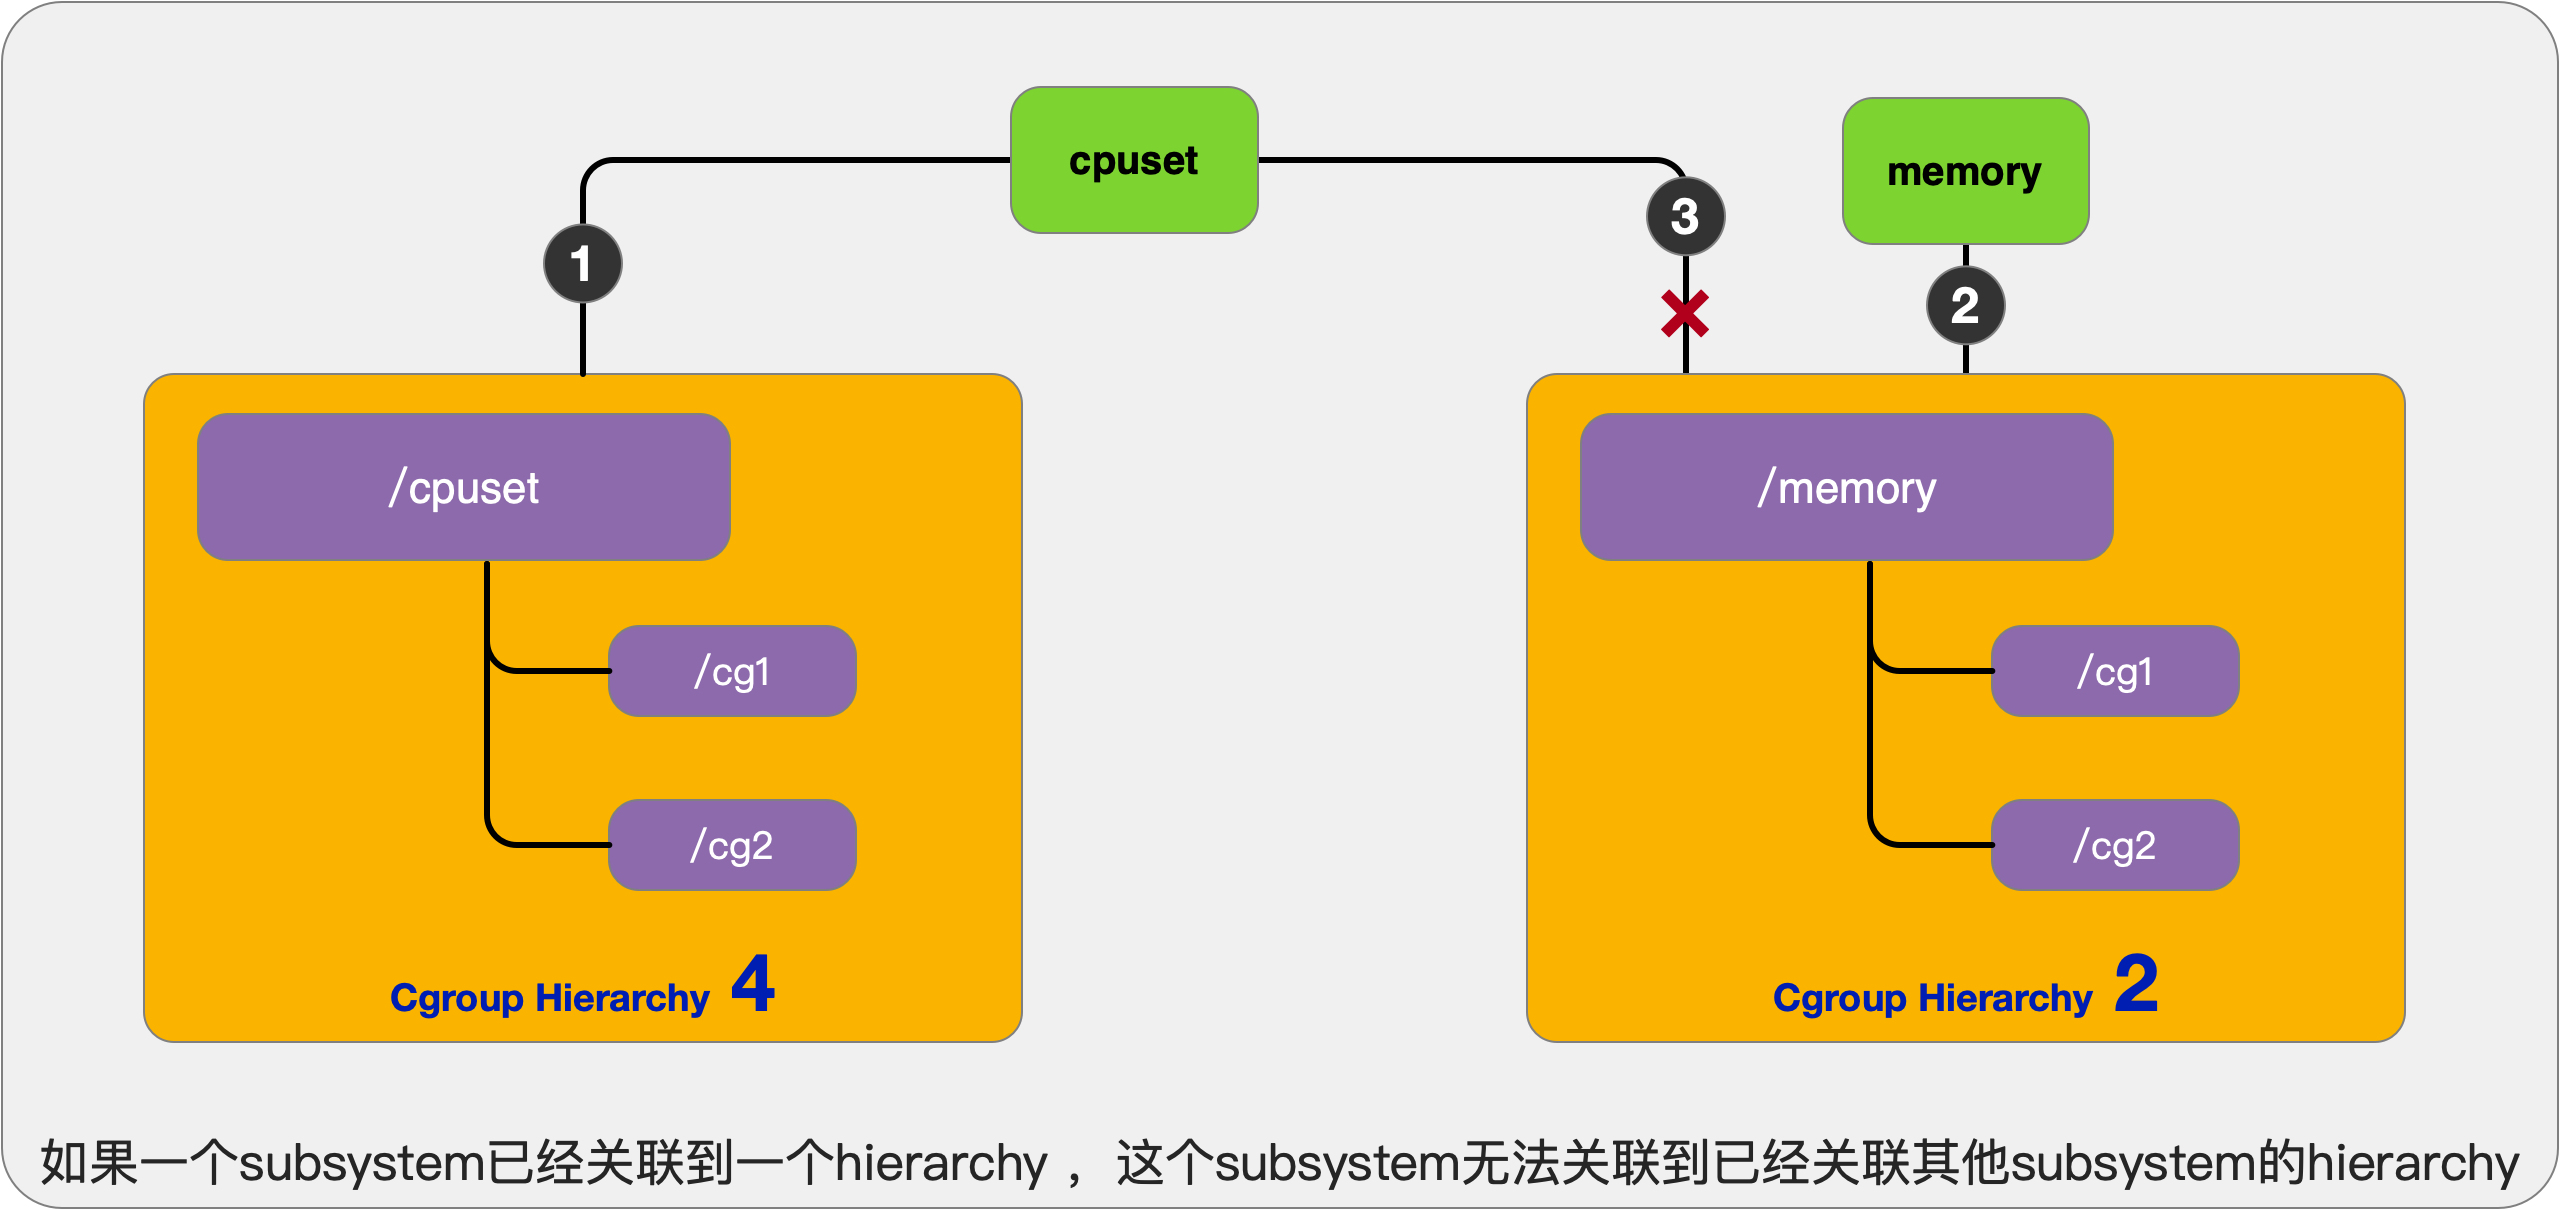 cpuset
memory
1
3
2
/cpuset
/cg1
/cg2
Cgroup Hierarchy 4
/memory
/cg1
/cg2
Cgroup Hierarchy 2
如果一个subsystem已经关联到一个hierarchy，这个subsystem无法关联到已经关联其他subsystem的hierarchy